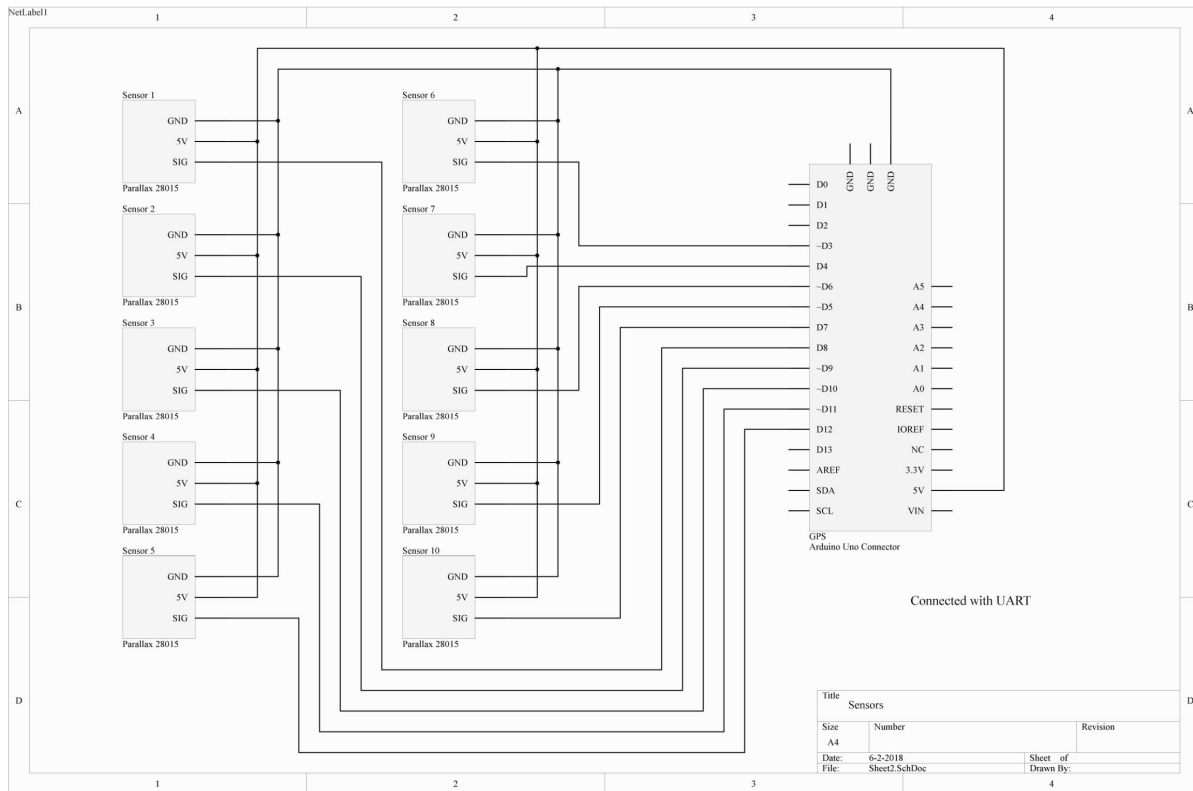 NetLabel1
1
2
3
4
A
A
B
B
C
C
D
D
1
2
3
4
Sensor 1
GND
5V
SIG
Parallax 28015
Sensor 2
GND
5V
SIG
Parallax 28015
Sensor 3
GND
5V
SIG
Parallax 28015
Sensor 4
GND
5V
SIG
Parallax 28015
Sensor 5
GND
5V
SIG
Parallax 28015
Sensor 6
GND
5V
SIG
Parallax 28015
Sensor 7
GND
5V
SIG
Parallax 28015
Sensor 8
GND
5V
SIG
Parallax 28015
Sensor 9
GND
5V
SIG
Parallax 28015
Sensor 10
GND
5V
SIG
Parallax 28015
GND
GND
GND
D0
D1
D2
~D3
D4
~D6
~D5
D7
D8
~D9
~D10
~D11
D12
D13
AREF
SDA
SCL
A5
A4
A3
A2
A1
A0
RESET
IOREF
NC
3.3V
5V
VIN
GPS
Arduino Uno Connector
Connected with UART
Title
Sensors
Size
Number
Revision
A4
Date: 6-2-2018
Sheet of
File: Sheet2.SchDoc
Drawn By: